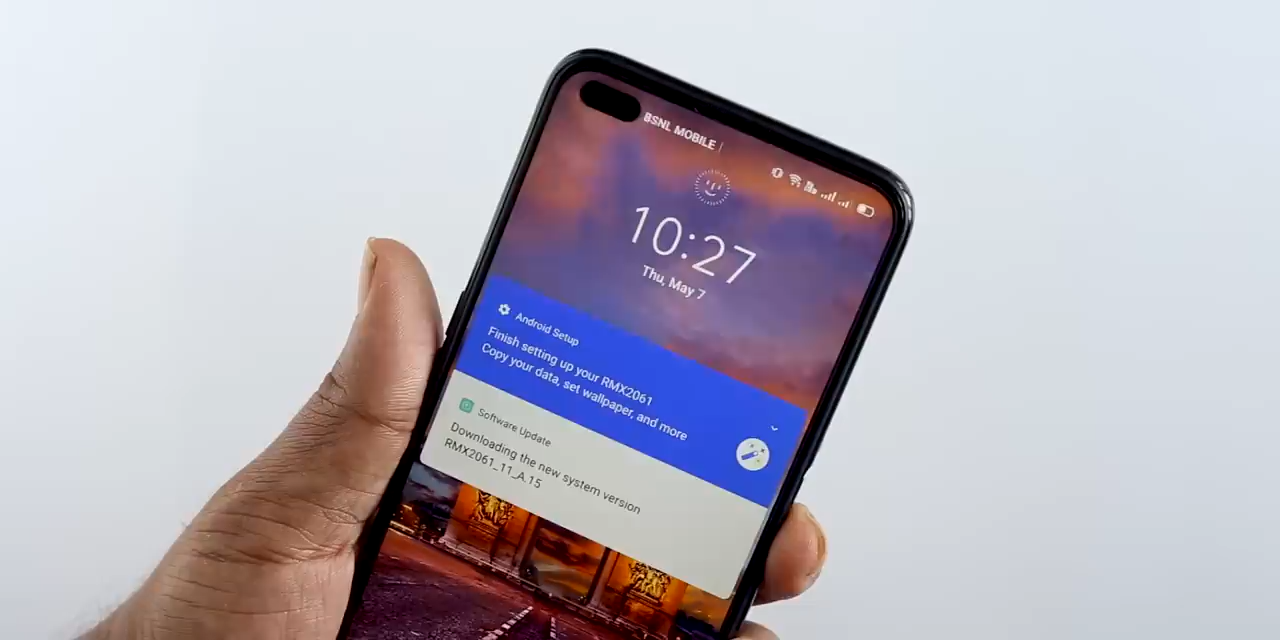 BSNL MOBILE
10:27
Thu, May 7
Android Setup
Finish setting up your RMX2061
Copy your data, set wallpaper, and more
Software Update
Downloading the new system version
RMX2061_11_A.15